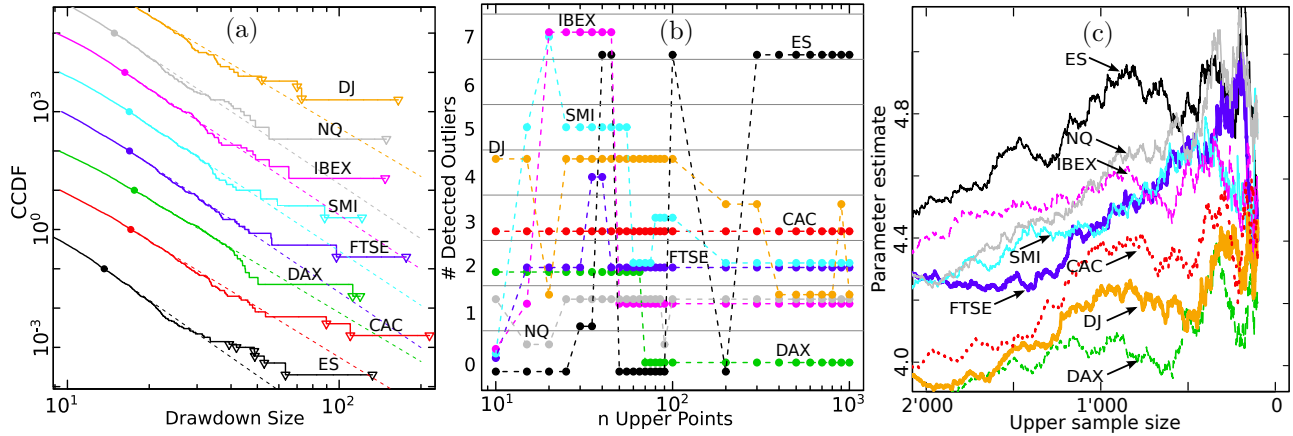 (a)
CCDF
10³
10⁰
10⁻³
10¹
10²
Drawdown Size
DJ
NQ
IBEX
SMI
FTSE
DAX
CAC
ES
(b)
# Detected Outliers
7
6
5
4
3
2
1
0
10¹
10²
10³
n Upper Points
IBEX
ES
SMI
DJ
CAC
FTSE
NQ
DAX
(c)
Parameter estimate
4.8
4.4
4.0
2'000
1'000
0
Upper sample size
ES
NQ
IBEX
SMI
CAC
FTSE
DJ
DAX